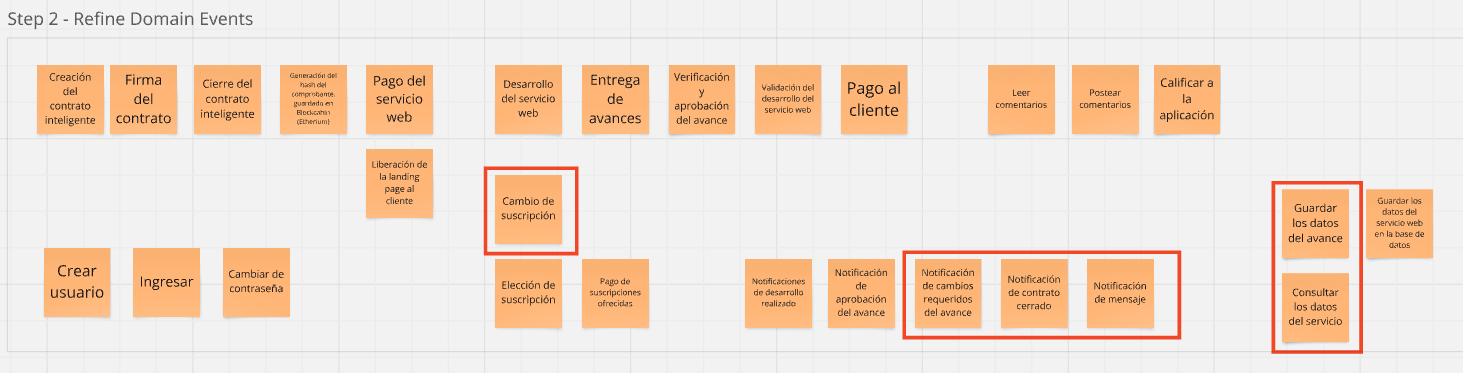 Step 2 - Refine Domain Events
Creación
del
contrato
inteligente
Firma
del
contrato
Cierre del
contrato
inteligente
Generación del
hash del
comprobante
guardado en
Blockcahin
(Etherium)
Pago del
servicio
web
Desarrollo
del servicio
web
Entrega
de
avances
Verificación
y
aprobación
del avance
Validación del
desarrollo del
servicio web
Pago al
cliente
Leer
comentarios
Postear
comentarios
Calificar a
la
aplicación
Liberación de
la landing
page al
cliente
Cambio de
suscripción
Guardar
los datos
del avance
Guardar los
datos del
servicio web
en la base de
datos
Crear
usuario
Ingresar
Cambiar de
contraseña
Elección de
suscripción
Pago de
suscripciones
ofrecidas
Notificaciones
de desarrollo
realizado
Notificación
de
aprobación
del avance
Notificación
de cambios
requeridos
del avance
Notificación
de contrato
cerrado
Notificación
de mensaje
Consultar
los datos
del servicio